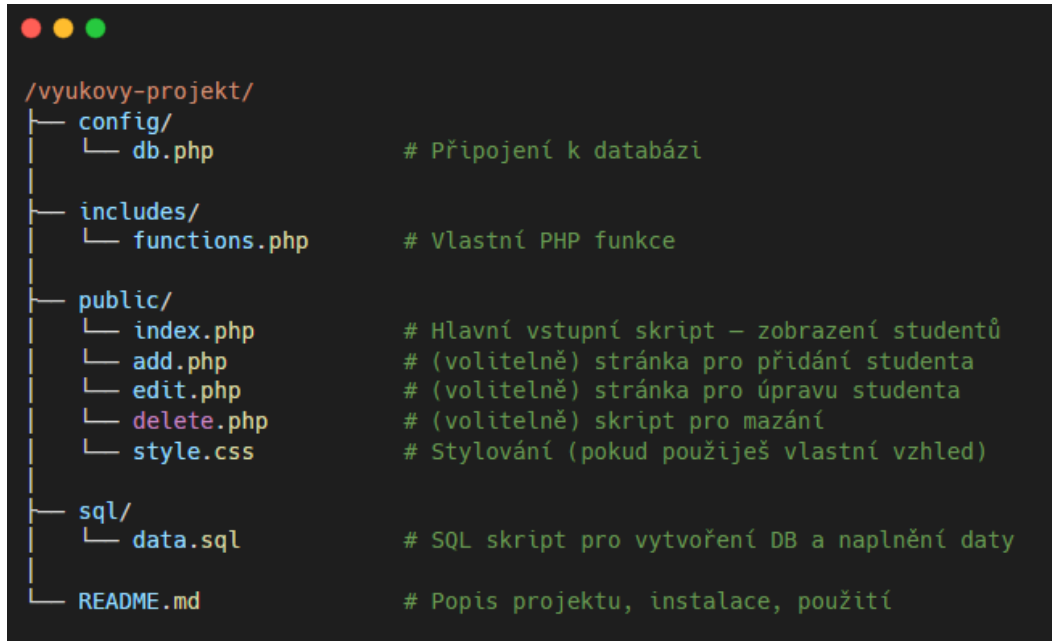 /vyukovy-projekt/
├── config/
│   └── db.php # Připojení k databázi
│
├── includes/
│   └── functions.php # Vlastní PHP funkce
│
├── public/
│   └── index.php # Hlavní vstupní skript – zobrazení studentů
│   └── add.php # (volitelně) stránka pro přidání studenta
│   └── edit.php # (volitelně) stránka pro úpravu studenta
│   └── delete.php # (volitelně) skript pro mazání
│   └── style.css # Stylování (pokud použiješ vlastní vzhled)
│
├── sql/
│   └── data.sql # SQL skript pro vytvoření DB a naplnění daty
│
└── README.md # Popis projektu, instalace, použití